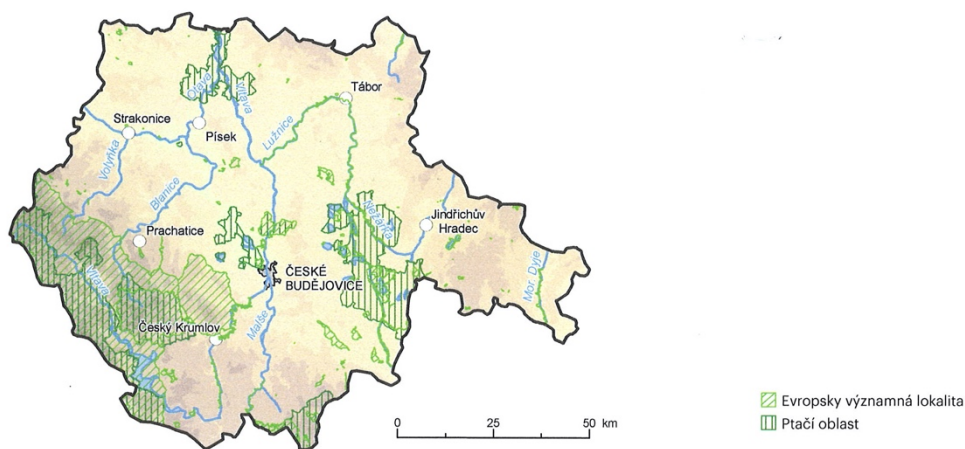 Tábor
Otava
Vltava
Strakonice
Písek
Lužnice
Volyňka
Blanice
Nežárka
Jindřichův
Hradec
Prachatice
Vltava
ČESKÉ
BUDĚJOVICE
Mor. Dyje
Malše
Český Krumlov
Evropsky významná lokalita
Ptačí oblast
0 25 50 km